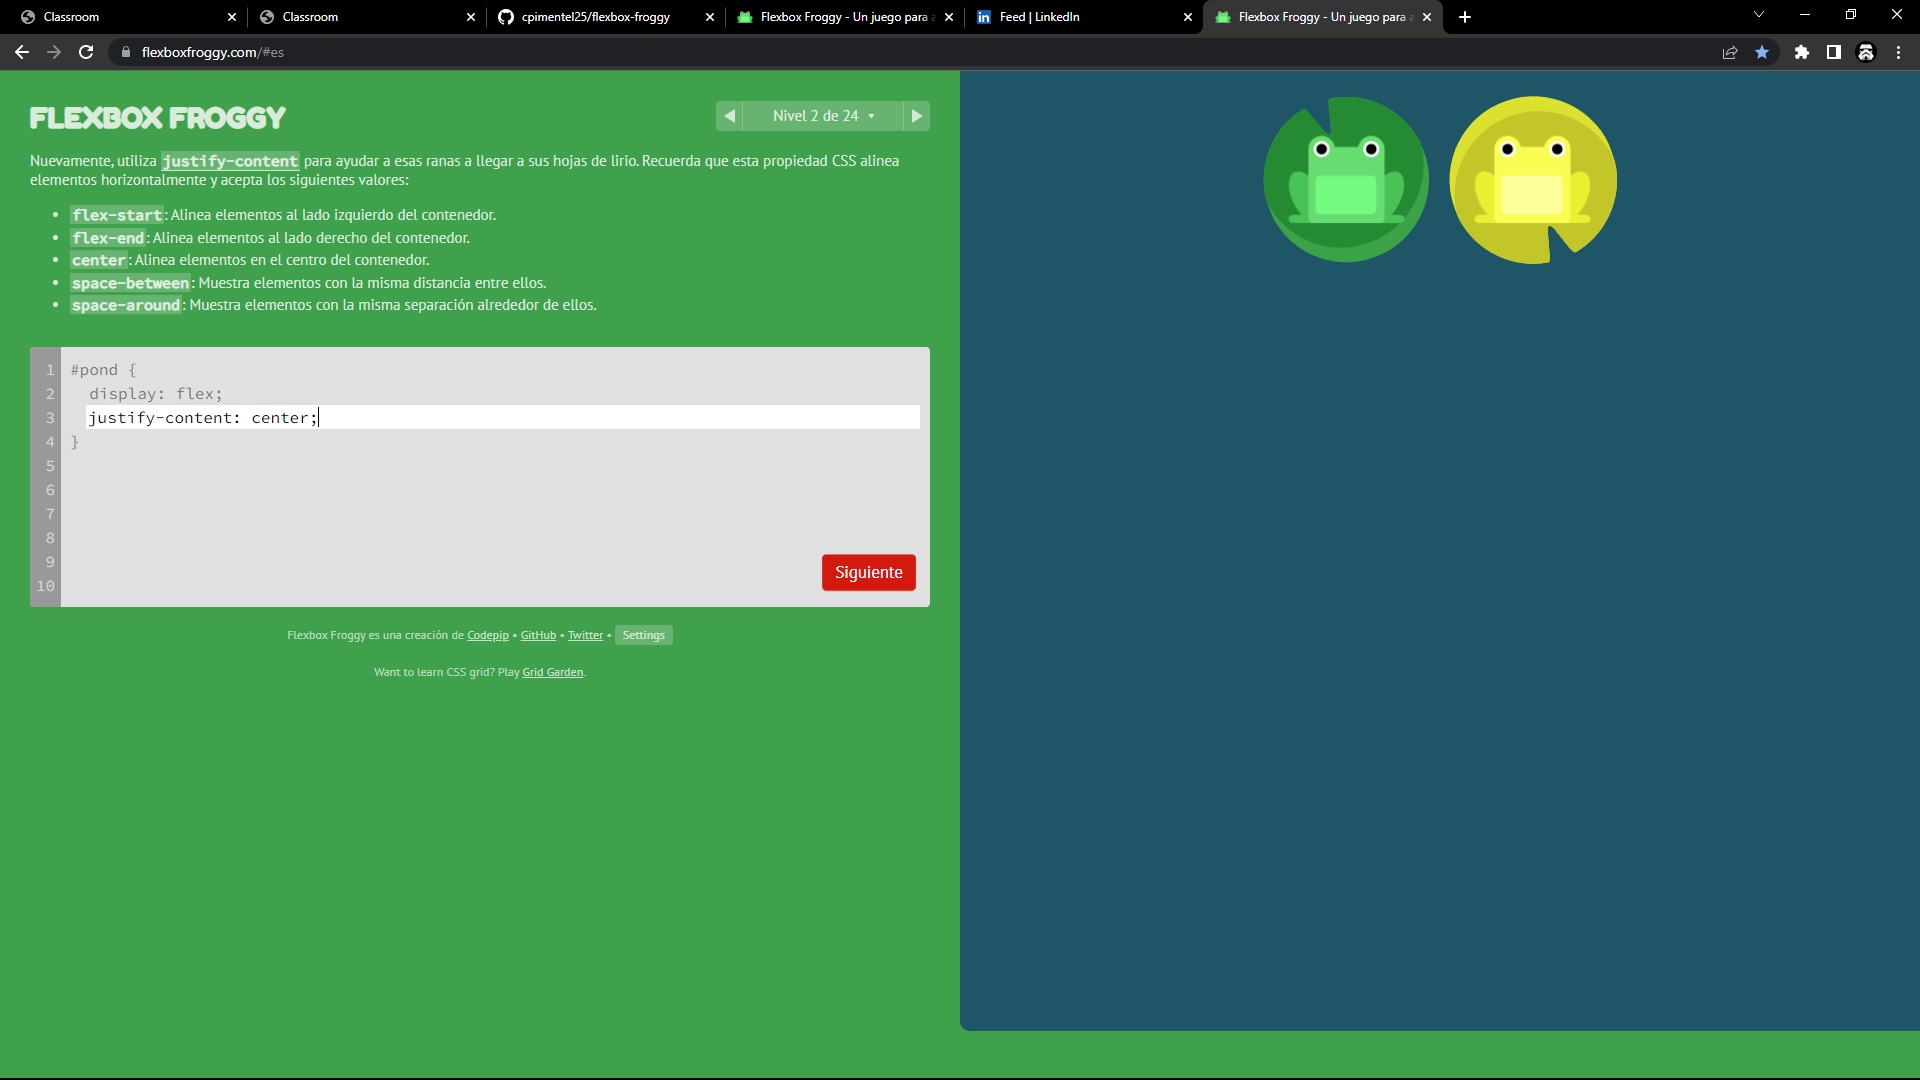 Classroom
Classroom
cpimentel25/flexbox-froggy
Flexbox Froggy - Un juego para
Feed | LinkedIn
Flexbox Froggy - Un juego para
flexboxfroggy.com/#es
FLEXBOX FROGGY
Nivel 2 de 24
Nuevamente, utiliza justify-content para ayudar a esas ranas a llegar a sus hojas de lirio. Recuerda que esta propiedad CSS alinea
elementos horizontalmente y acepta los siguientes valores:
• flex-start: Alinea elementos al lado izquierdo del contenedor.
• flex-end: Alinea elementos al lado derecho del contenedor.
• center: Alinea elementos en el centro del contenedor.
• space-between: Muestra elementos con la misma distancia entre ellos.
• space-around: Muestra elementos con la misma separación alrededor de ellos.
1 #pond {
2 display: flex;
3 justify-content: center;
4 }
5
6
7
8
9
10
Siguiente
Flexbox Froggy es una creación de Codepip • GitHub • Twitter • Settings
Want to learn CSS grid? Play Grid Garden.